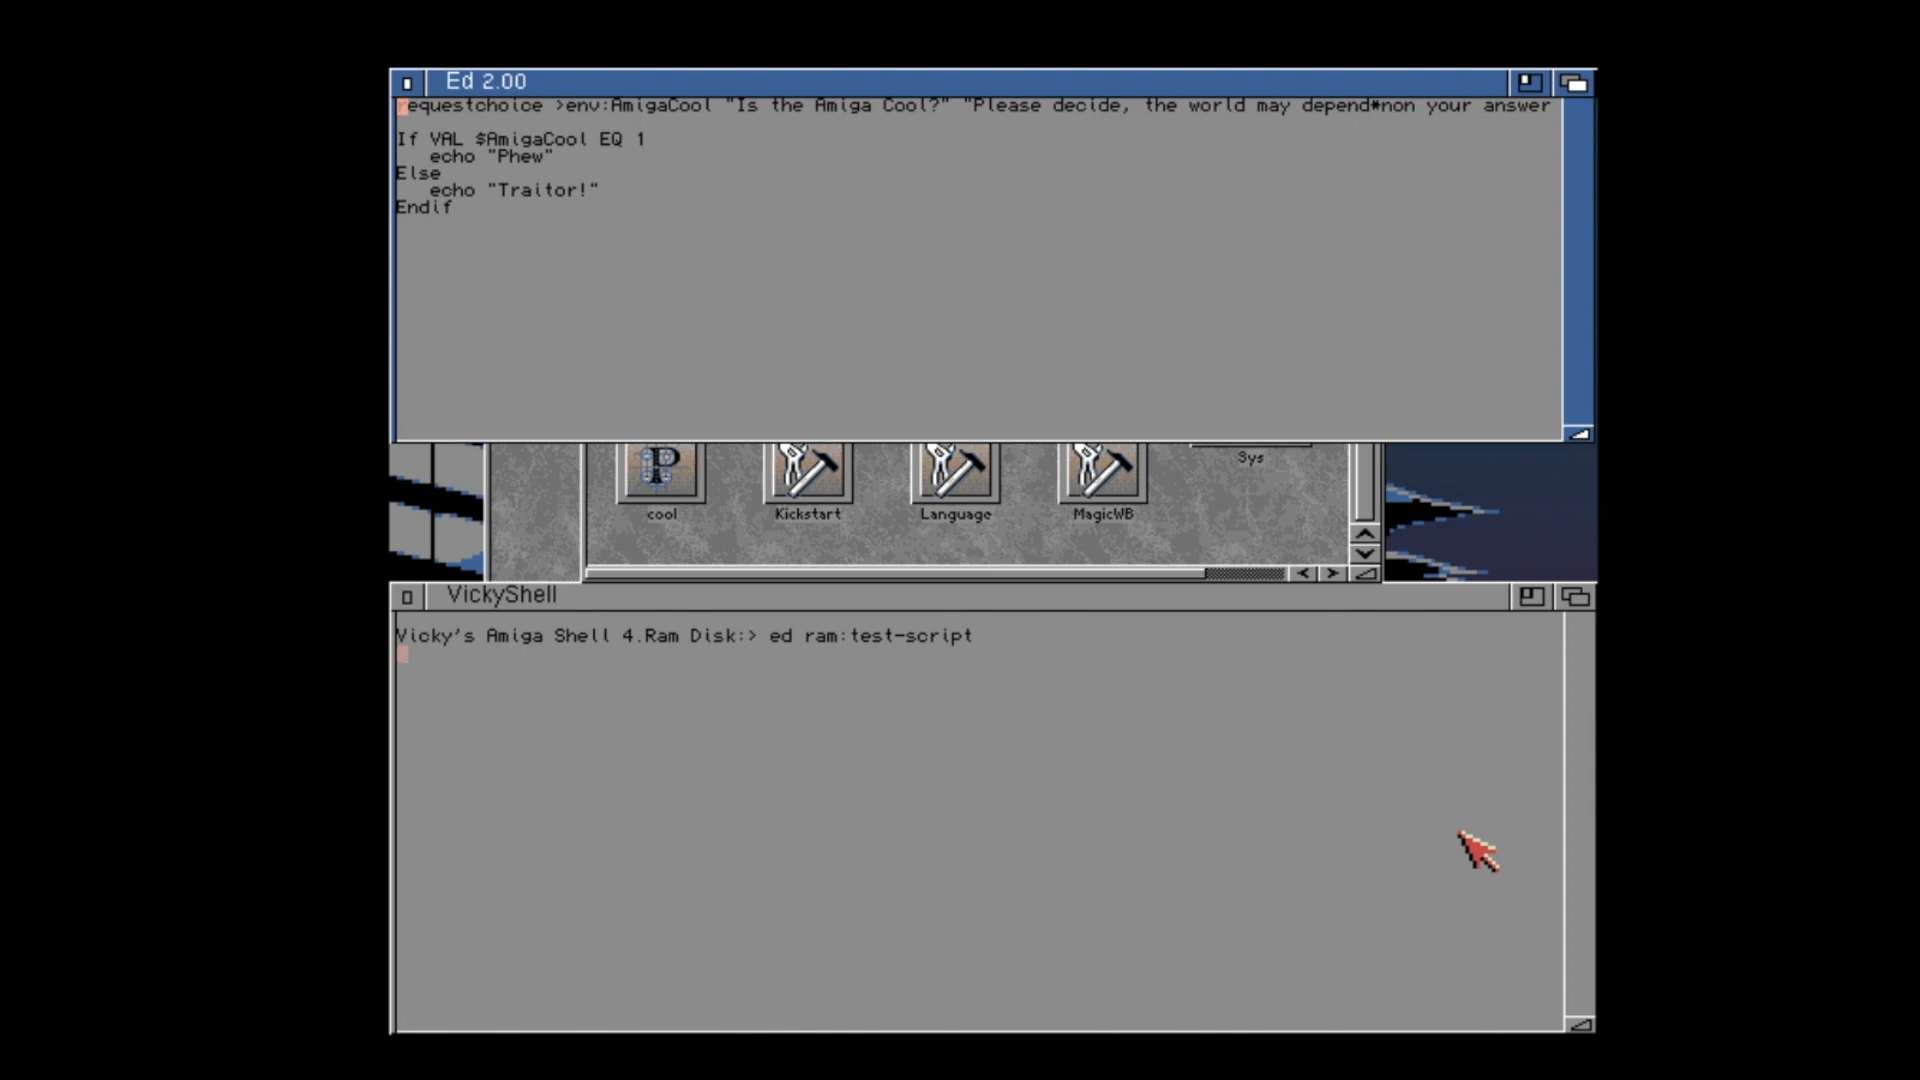 Ed 2.00
requestchoice >env:AmigaCool "Is the Amiga Cool?" "Please decide, the world may depend*non your answer
If VAL $AmigaCool EQ 1
   echo "Phew"
Else
   echo "Traitor!"
Endif
Sys
cool Kickstart Language MagicWB
VickyShell
Vicky's Amiga Shell 4.Ram Disk:> ed ram:test-script